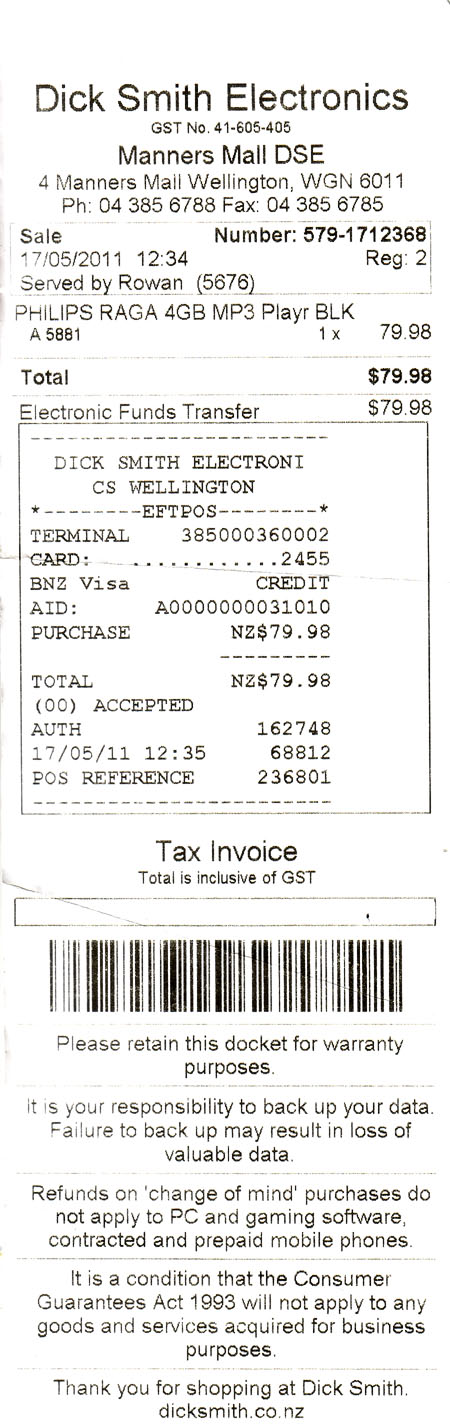 Dick Smith Electronics
GST No. 41-605-405
Manners Mall DSE
4 Manners Mall Wellington, WGN 6011
Ph: 04 385 6788 Fax: 04 385 6785
Sale Number: 579-1712368
17/05/2011 12:34 Reg: 2
Served by Rowan (5676)
PHILIPS RAGA 4GB MP3 Playr BLK
A 5881 1 x 79.98
Total $79.98
Electronic Funds Transfer $79.98
------------------------
DICK SMITH ELECTRONI
CS WELLINGTON
*--------EFTPOS--------*
TERMINAL 385000360002
CARD: ............2455
BNZ Visa CREDIT
AID: A0000000031010
PURCHASE NZ$79.98
---------
TOTAL NZ$79.98
(00) ACCEPTED
AUTH 162748
17/05/11 12:35 68812
POS REFERENCE 236801
------------------------
Tax Invoice
Total is inclusive of GST
Please retain this docket for warranty
purposes.
It is your responsibility to back up your data.
Failure to back up may result in loss of
valuable data.
Refunds on 'change of mind' purchases do
not apply to PC and gaming software,
contracted and prepaid mobile phones.
It is a condition that the Consumer
Guarantees Act 1993 will not apply to any
goods and services acquired for business
purposes.
Thank you for shopping at Dick Smith.
dicksmith.co.nz